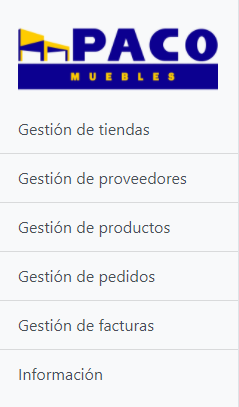 PACO
MUEBLES
Gestión de tiendas
Gestión de proveedores
Gestión de productos
Gestión de pedidos
Gestión de facturas
Información